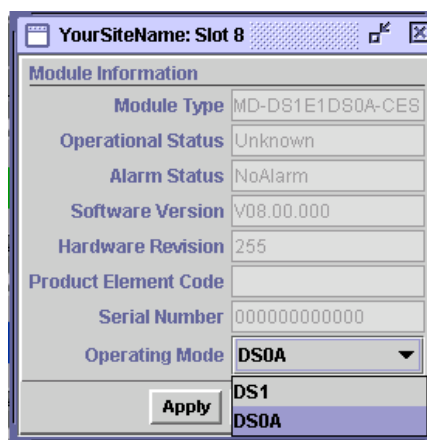 YourSiteName: Slot 8
Module Information
Module Type MD-DS1E1DS0A-CES
Operational Status Unknown
Alarm Status NoAlarm
Software Version V08.00.000
Hardware Revision 255
Product Element Code
Serial Number 000000000000
Operating Mode DS0A
DS1
Apply
DS0A